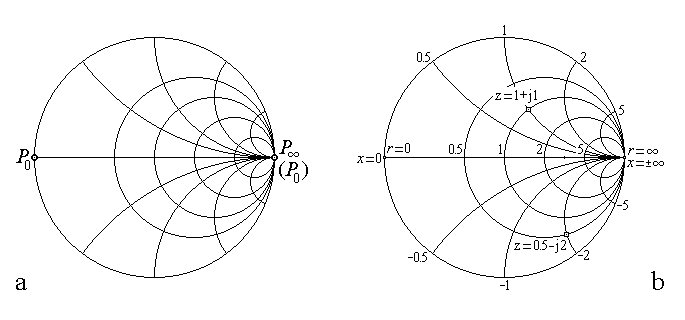 P₀
P∞
(P₀)
a
1
0.5
2
z=1+j1
5
x=0
r=0
0.5
1
2
5
r=∞
x=±∞
-5
z=0.5-j2
-0.5
-2
-1
b